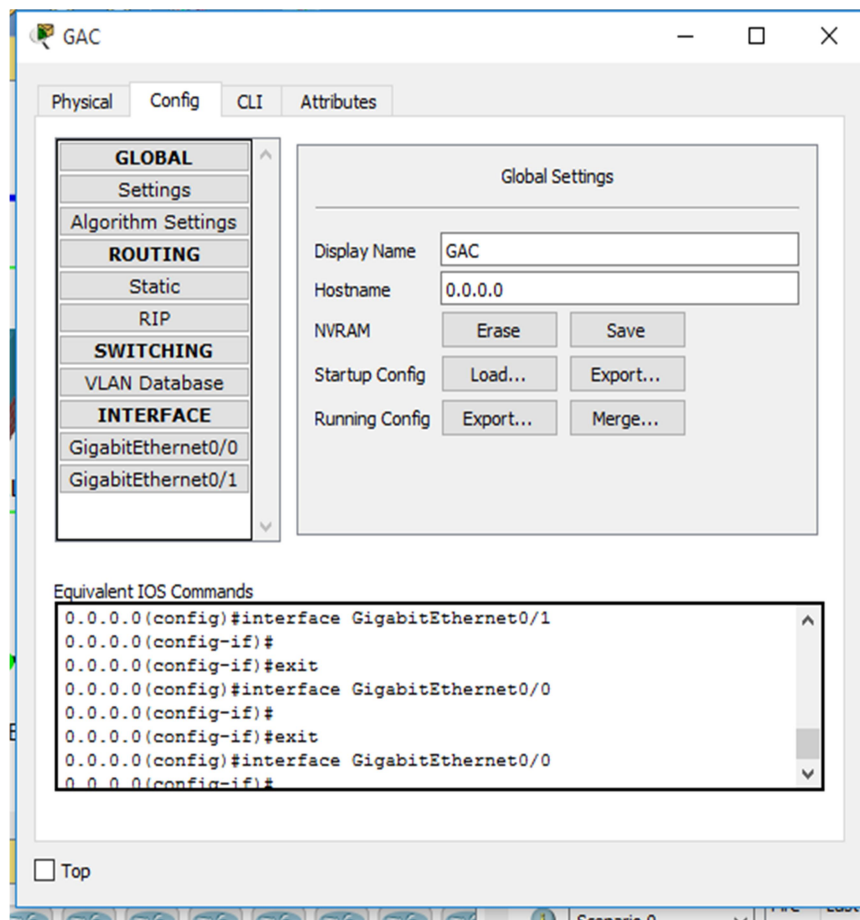 GAC
Physical Config CLI Attributes
GLOBAL
Settings
Algorithm Settings
ROUTING
Static
RIP
SWITCHING
VLAN Database
INTERFACE
GigabitEthernet0/0
GigabitEthernet0/1
Global Settings
Display Name GAC
Hostname 0.0.0.0
NVRAM Erase Save
Startup Config Load... Export...
Running Config Export... Merge...
Equivalent IOS Commands
0.0.0.0(config)#interface GigabitEthernet0/1
0.0.0.0(config-if)#
0.0.0.0(config-if)#exit
0.0.0.0(config)#interface GigabitEthernet0/0
0.0.0.0(config-if)#
0.0.0.0(config-if)#exit
0.0.0.0(config)#interface GigabitEthernet0/0
0.0.0.0(config-if)#
Top
Scenario 0